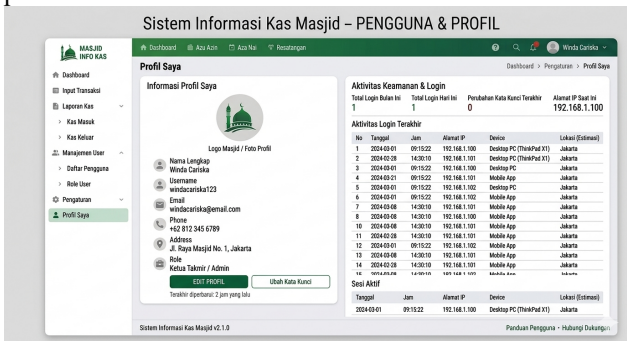 Sistem Informasi Kas Masjid – PENGGUNA & PROFIL
MASJID
INFO KAS
Dashboard
Azu Azin
Aza Nai
Resatangan
Winda Cariska
Profil Saya
Dashboard > Pengaturan > Profil Saya
Dashboard
Input Transaksi
Laporan Kas
> Kas Masuk
> Kas Keluar
Manajemen User
> Daftar Pengguna
> Role User
Pengaturan
Profil Saya
Informasi Profil Saya
Logo Masjid / Foto Profil
Nama Lengkap
Winda Cariska
Username
windacariska123
Email
windacariska@email.com
Phone
+62 812 345 6789
Address
Jl. Raya Masjid No. 1, Jakarta
Role
Ketua Takmir / Admin
EDIT PROFIL
Ubah Kata Kunci
Terakhir diperbarui: 2 jam yang lalu
Aktivitas Keamanan & Login
Total Login Bulan Ini Total Login Hari Ini Perubahan Kata Kunci Terakhir Alamat IP Saat Ini
1 1 0 192.168.1.100
Aktivitas Login Terakhir
No Tanggal Jam Alamat IP Device Lokasi (Estimasi)
1 2024-03-01 09:15:22 192.168.1.100 Desktop PC (ThinkPad X1) Jakarta
2 2024-02-28 14:30:10 192.168.1.101 Desktop PC (ThinkPad X1) Jakarta
3 2024-03-01 09:15:22 192.168.1.100 Desktop PC Jakarta
4 2024-03-21 09:15:22 192.168.1.101 Mobile App Jakarta
5 2024-03-01 09:15:22 192.168.1.102 Desktop PC Jakarta
6 2024-03-01 09:15:22 192.168.1.102 Mobile App Jakarta
7 2024-03-08 14:30:10 192.168.1.101 Mobile App Jakarta
8 2024-03-08 14:30:10 192.168.1.100 Mobile App Jakarta
10 2024-03-08 14:30:10 192.168.1.101 Mobile App Jakarta
11 2024-02-28 14:30:10 192.168.1.101 Mobile App Jakarta
12 2024-03-01 09:15:22 192.168.1.102 Mobile App Jakarta
13 2024-03-08 14:30:10 192.168.1.101 Mobile App Jakarta
14 2024-02-28 14:30:10 192.168.1.101 Mobile App Jakarta
15 2024-03-08 14:30:10 192.168.1.102 Mobile App Jakarta
Sesi Aktif
Tanggal Jam Alamat IP Device Lokasi (Estimasi)
2024-03-01 09:15:22 192.168.1.100 Desktop PC (ThinkPad X1) Jakarta
Sistem Informasi Kas Masjid v2.1.0
Panduan Pengguna • Hubungi Dukungan